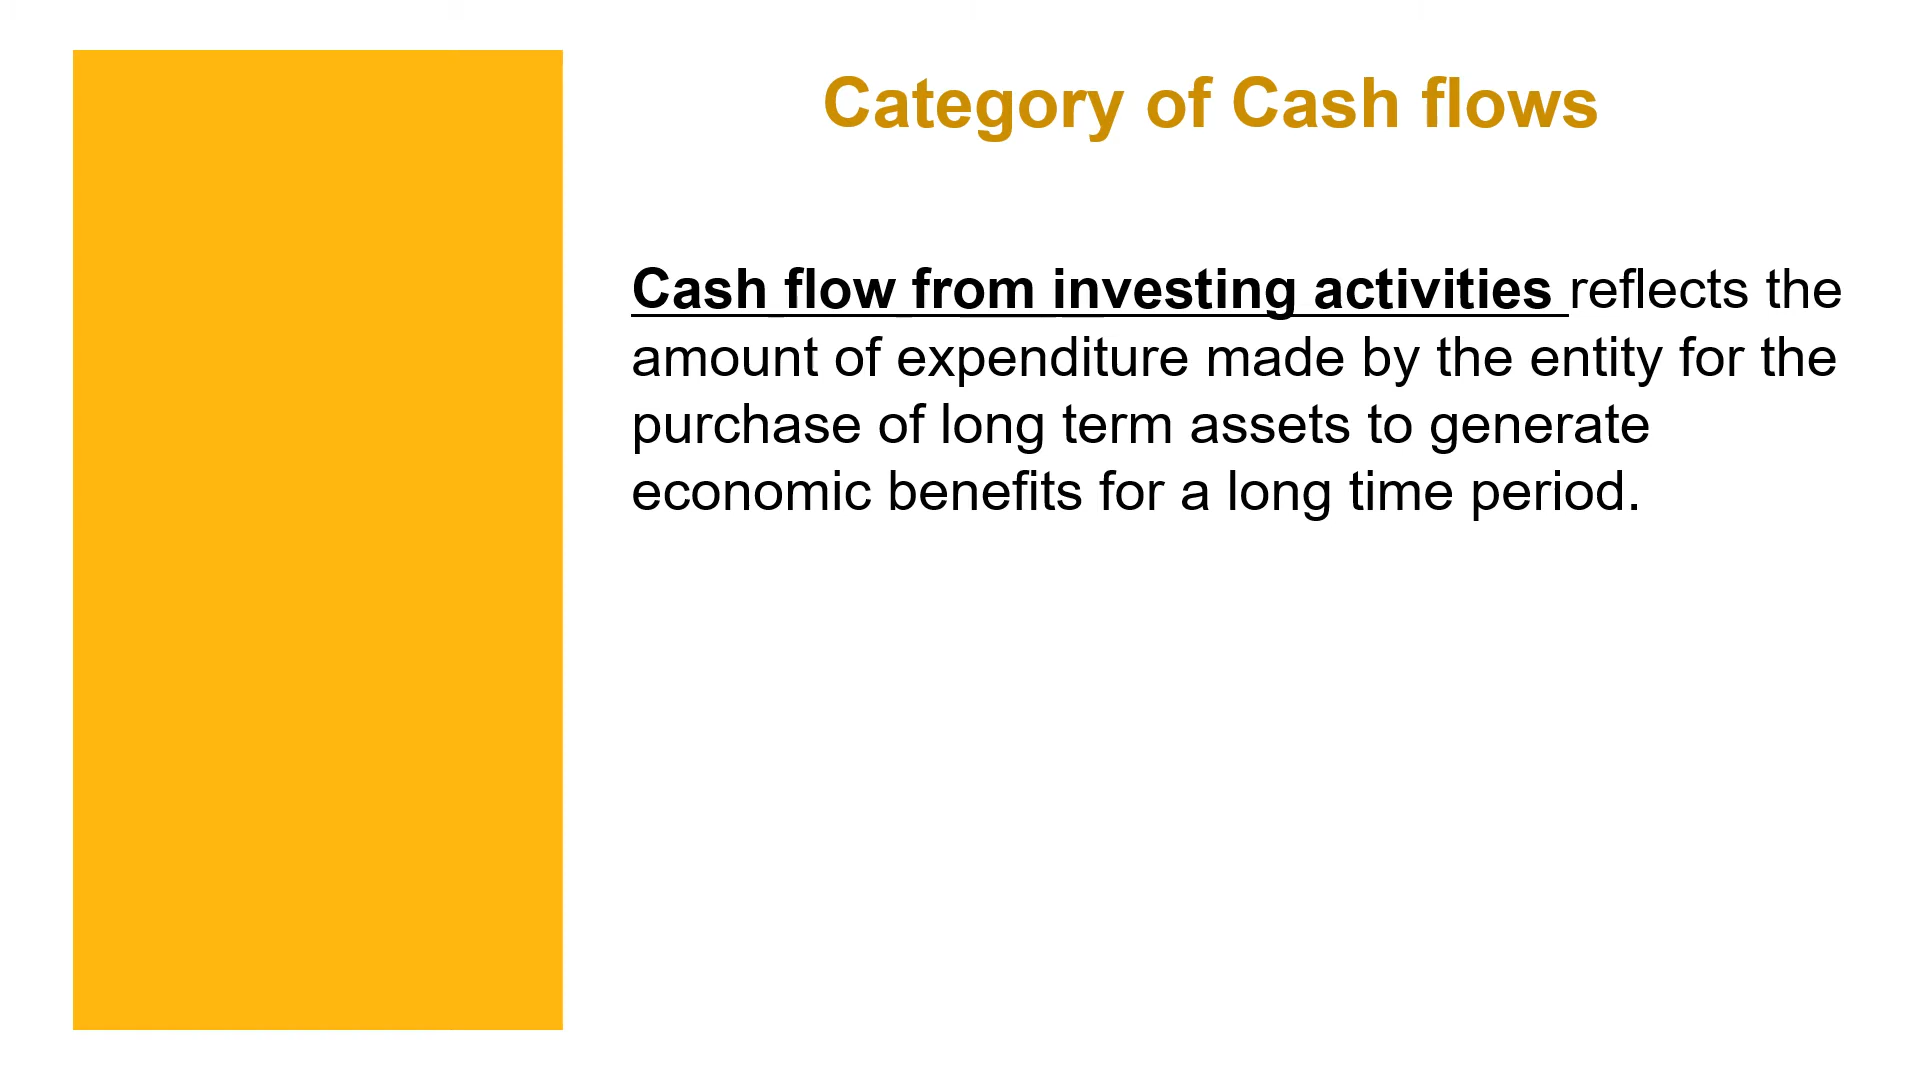 Category of Cash flows
Cash flow from investing activities reflects the
amount of expenditure made by the entity for the
purchase of long term assets to generate
economic benefits for a long time period.